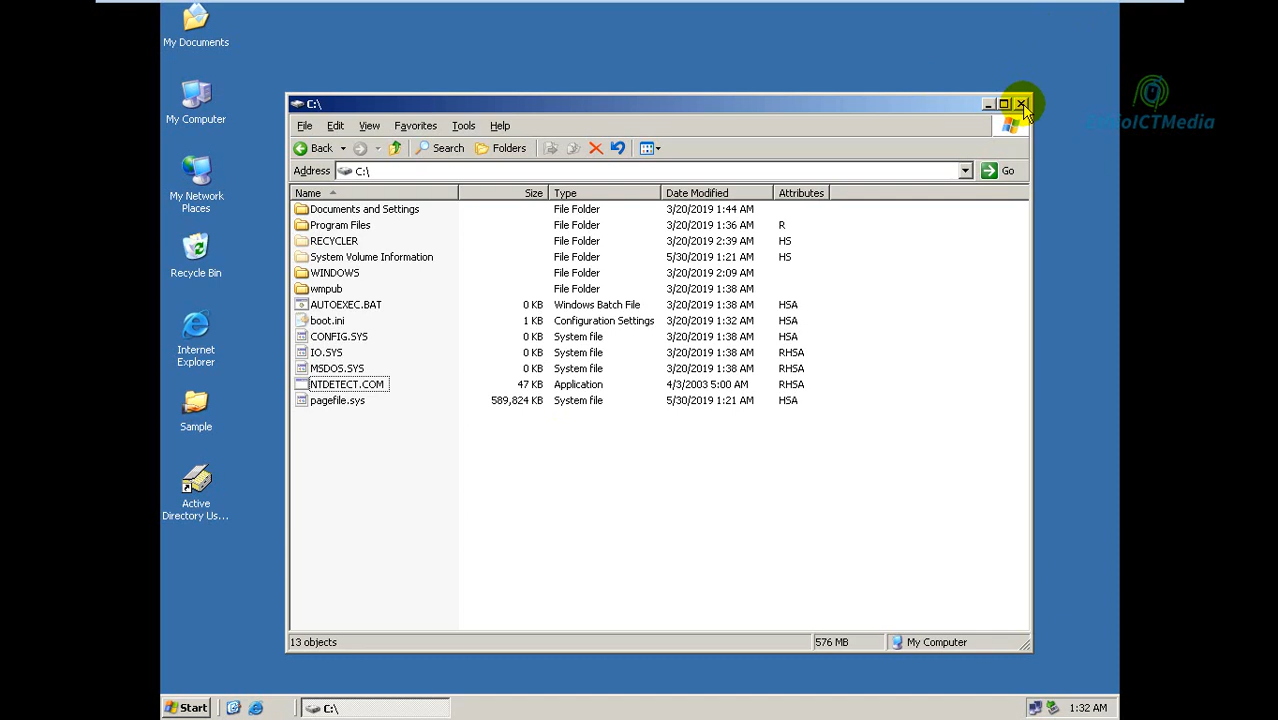 My Documents
My Computer
My Network
Places
Recycle Bin
Internet
Explorer
Sample
Active
Directory Us...
C:\
File Edit View Favorites Tools Help
Back Search Folders
Address C:\ Go
Name Size Type Date Modified Attributes
Documents and Settings File Folder 3/20/2019 1:44 AM
Program Files File Folder 3/20/2019 1:36 AM R
RECYCLER File Folder 3/20/2019 2:39 AM HS
System Volume Information File Folder 5/30/2019 1:21 AM HS
WINDOWS File Folder 3/20/2019 2:09 AM
wmpub File Folder 3/20/2019 1:38 AM
AUTOEXEC.BAT 0 KB Windows Batch File 3/20/2019 1:38 AM HSA
boot.ini 1 KB Configuration Settings 3/20/2019 1:32 AM HSA
CONFIG.SYS 0 KB System file 3/20/2019 1:38 AM HSA
IO.SYS 0 KB System file 3/20/2019 1:38 AM RHSA
MSDOS.SYS 0 KB System file 3/20/2019 1:38 AM RHSA
NTDETECT.COM 47 KB Application 4/3/2003 5:00 AM RHSA
pagefile.sys 589,824 KB System file 5/30/2019 1:21 AM HSA
13 objects 576 MB My Computer
Start C:\ 1:32 AM